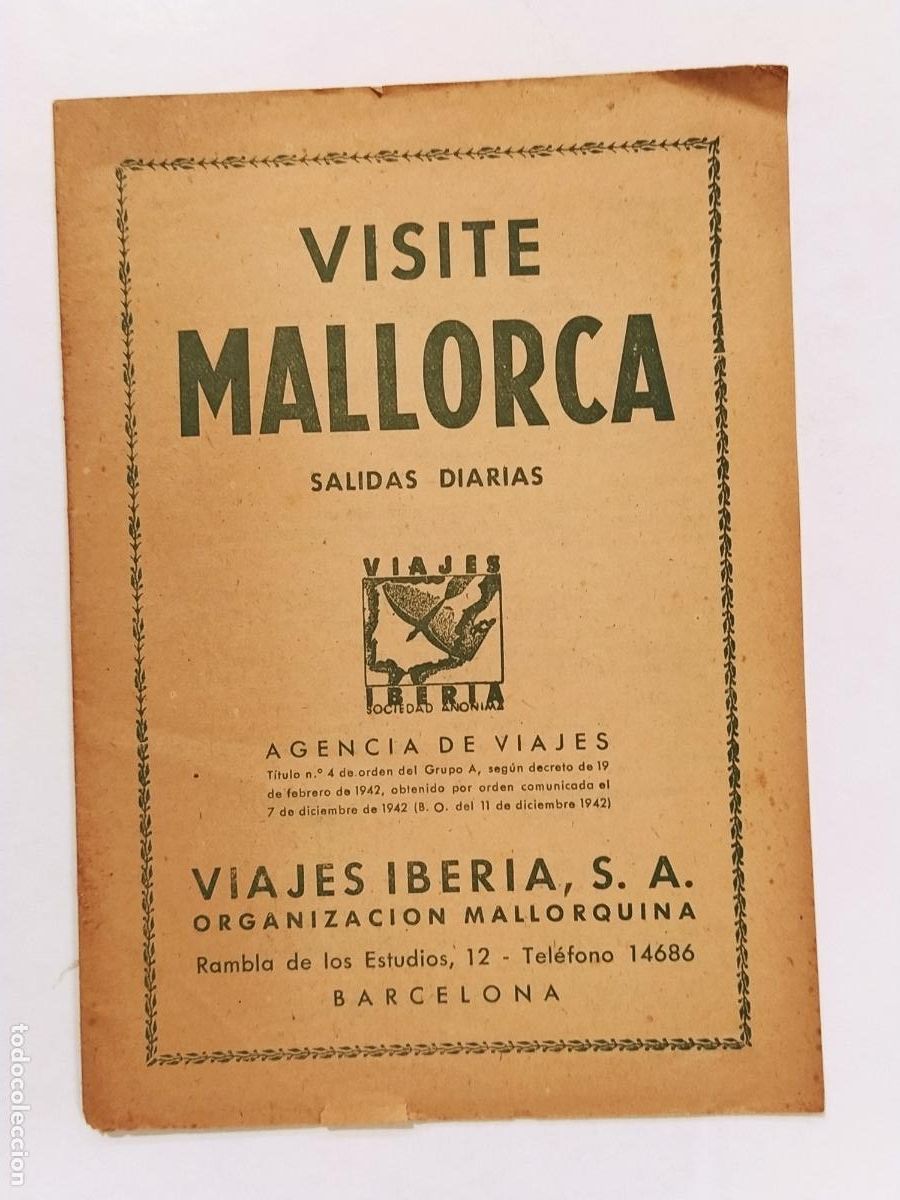 VISITE
MALLORCA
SALIDAS DIARIAS
VIAJES
IBERIA
SOCIEDAD ANONIMA
AGENCIA DE VIAJES
Título n.º 4 de orden del Grupo A, según decreto de 19
de febrero de 1942, obtenido por orden comunicada el
7 de diciembre de 1942 (B. O. del 11 de diciembre 1942)
VIAJES IBERIA, S. A.
ORGANIZACION MALLORQUINA
Rambla de los Estudios, 12 - Teléfono 14686
BARCELONA
todocoleccion